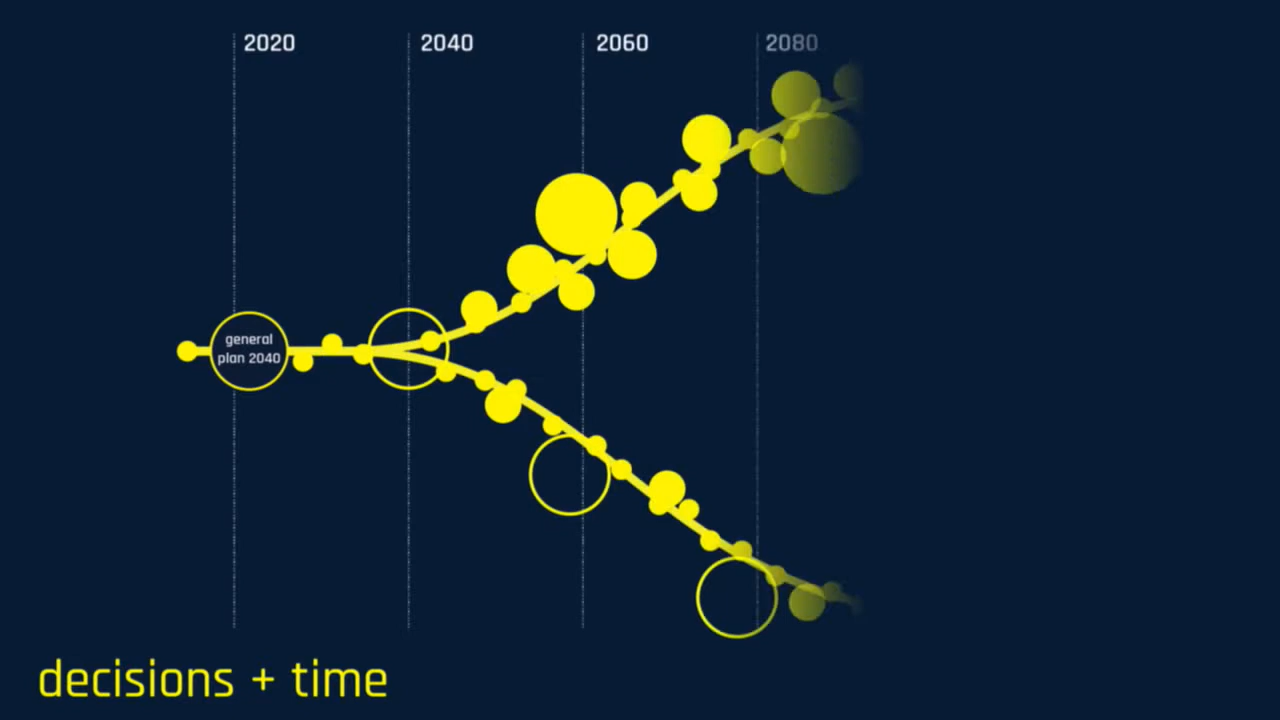 2020
2040
2060
2080
general
plan 2040
decisions + time